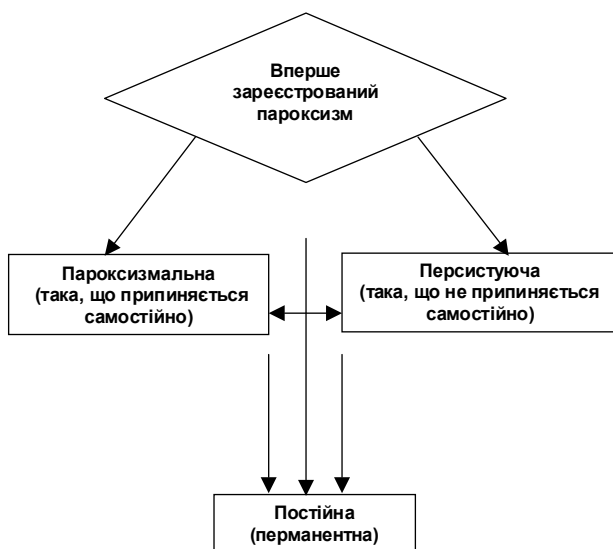 Вперше
зареєстрований
пароксизм
Пароксизмальна
(така, що припиняється
самостійно)
Персистуюча
(така, що не припиняється
самостійно)
Постійна
(перманентна)